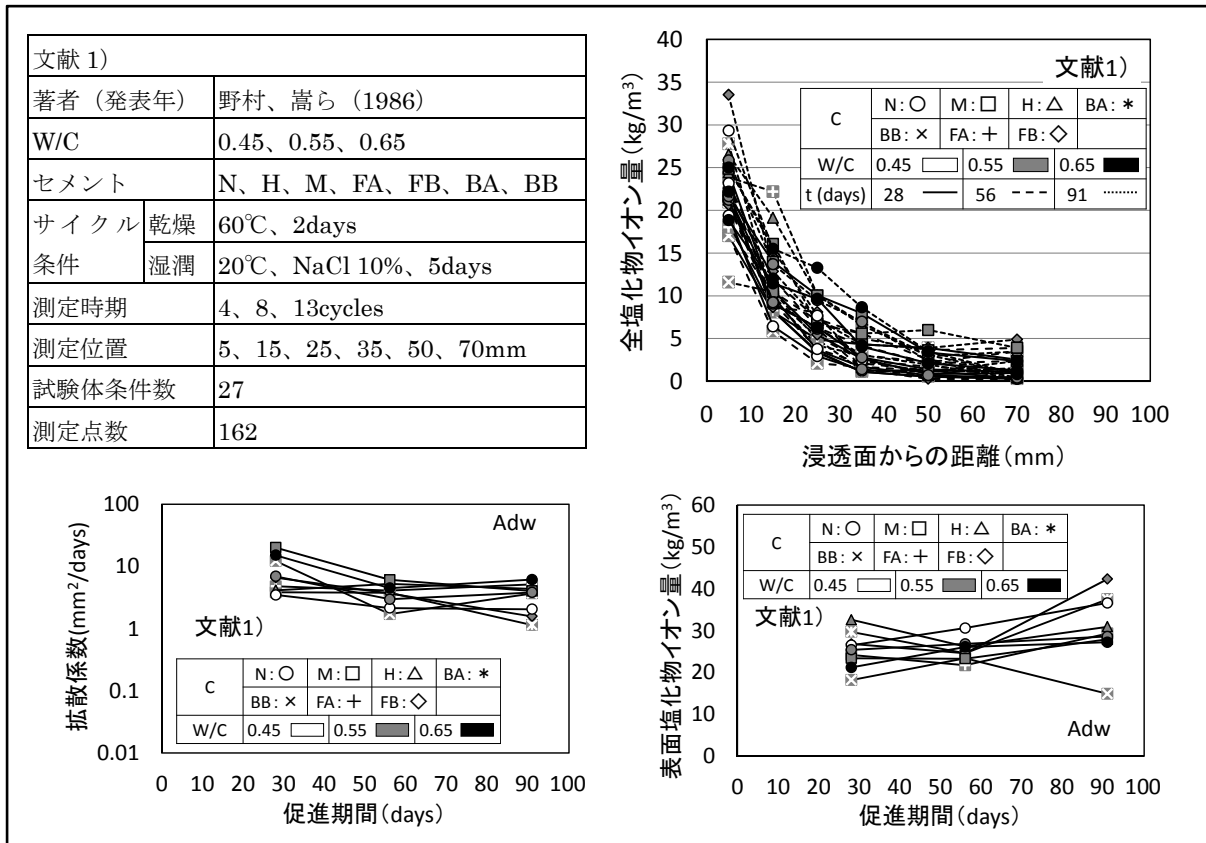 文献 1)
著者（発表年） 野村、嵩ら（1986）
W/C 0.45、0.55、0.65
セメント N、H、M、FA、FB、BA、BB
サイクル条件 乾燥 60℃、2days
湿潤 20℃、NaCl 10%、5days
測定時期 4、8、13cycles
測定位置 5、15、25、35、50、70mm
試験体条件数 27
測定点数 162
全塩化物イオン量(kg/m³)
40
35
30
25
20
15
10
5
0
文献1)
C N:○ M:□ H:△ BA:＊
BB:× FA:＋ FB:◇
W/C 0.45 0.55 0.65
t (days) 28 56 91
0 10 20 30 40 50 60 70 80 90 100
浸透面からの距離(mm)
拡散係数(mm²/days)
100
10
1
0.1
0.01
Adw
文献1)
C N:○ M:□ H:△ BA:＊
BB:× FA:＋ FB:◇
W/C 0.45 0.55 0.65
0 10 20 30 40 50 60 70 80 90 100
促進期間(days)
表面塩化物イオン量(kg/m³)
60
50
40
30
20
10
0
C N:○ M:□ H:△ BA:＊
BB:× FA:＋ FB:◇
W/C 0.45 0.55 0.65
文献1)
Adw
0 10 20 30 40 50 60 70 80 90 100
促進期間(days)